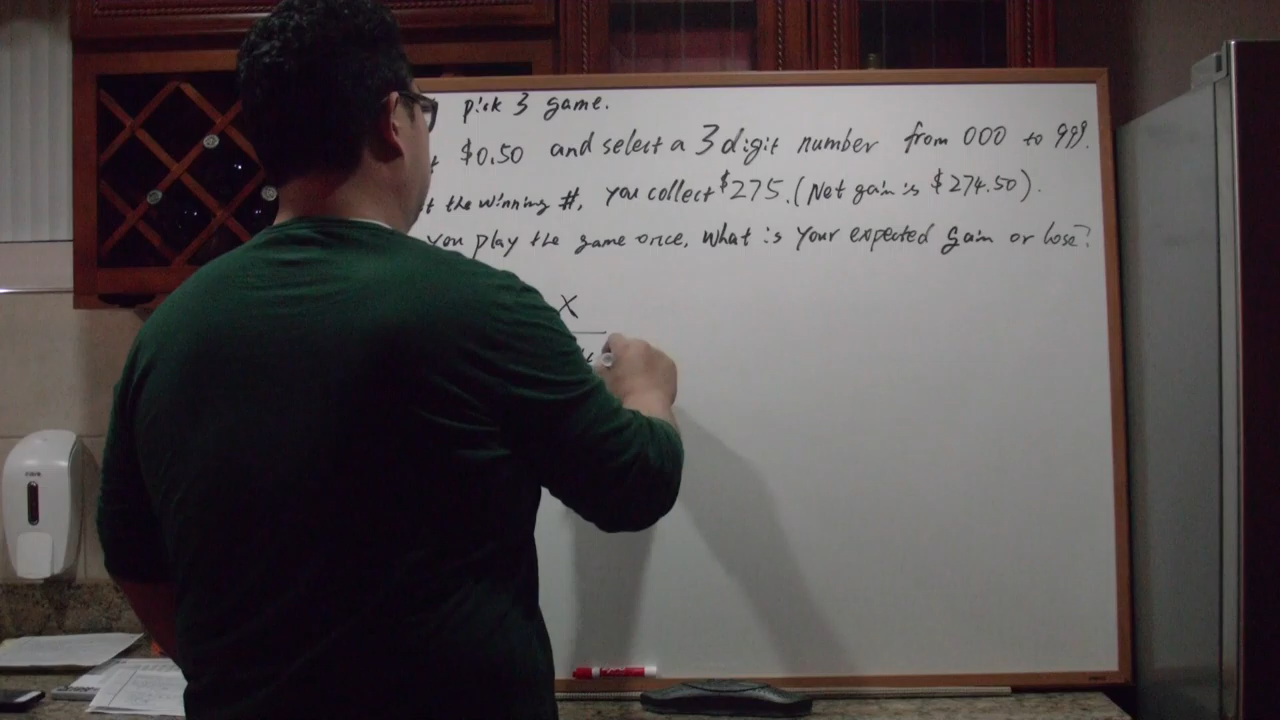 pick 3 game.
$0.50 and select a 3 digit number from 000 to 999.
the winning #, you collect $275. (Net gain is $274.50).
you play the game once, what is your expected gain or lose?
X